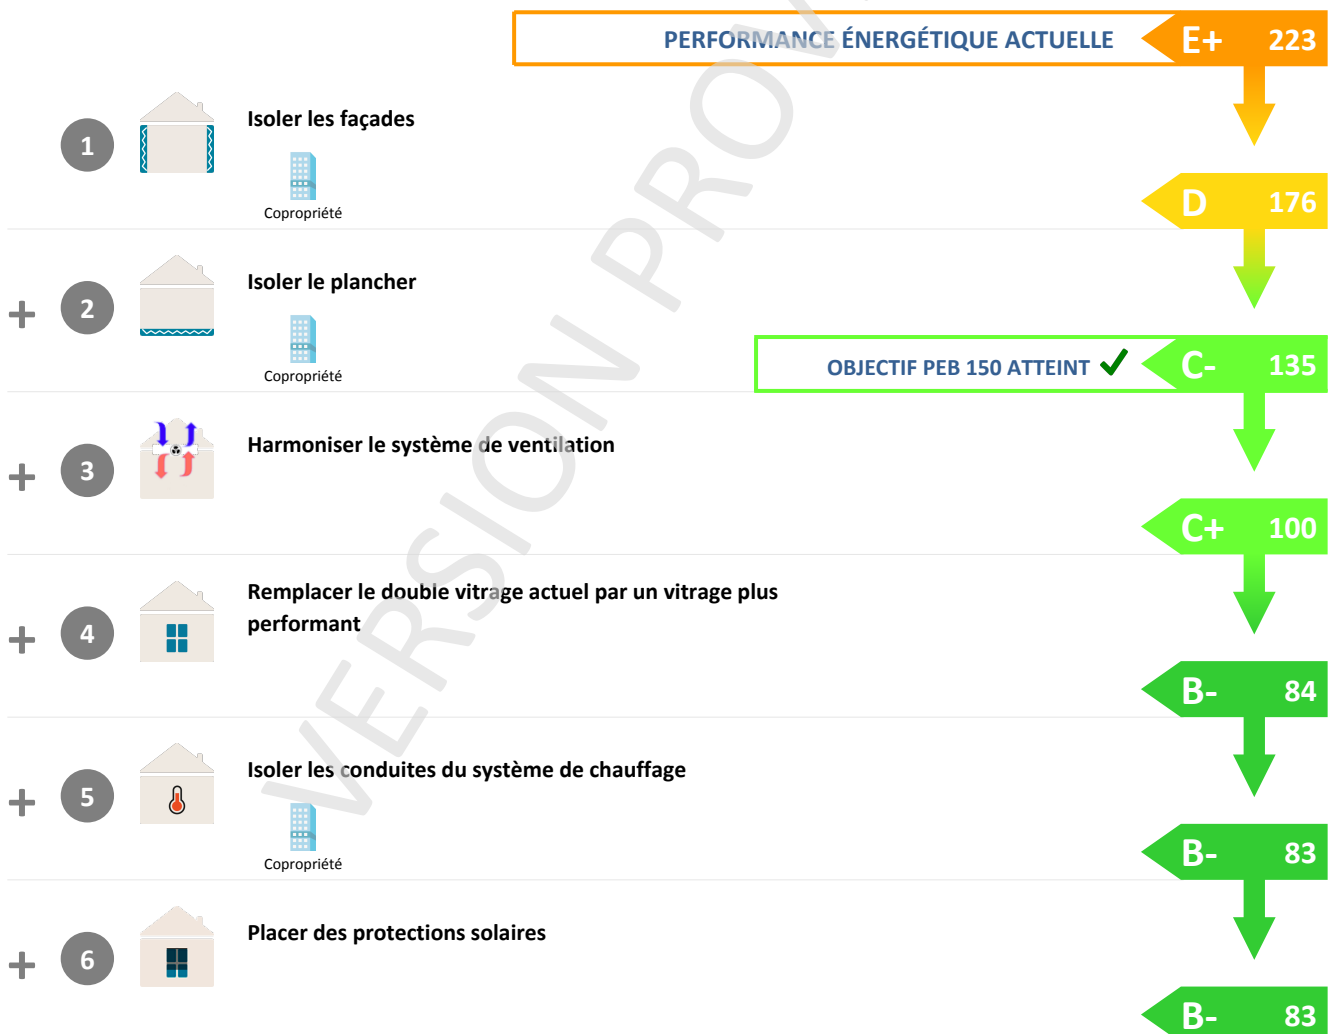 PERFORMANCE ÉNERGÉTIQUE ACTUELLE E+ 223
1 Isoler les façades
Copropriété
D 176
+ 2 Isoler le plancher
Copropriété
OBJECTIF PEB 150 ATTEINT ✓ C- 135
+ 3 Harmoniser le système de ventilation
C+ 100
+ 4 Remplacer le double vitrage actuel par un vitrage plus
performant
B- 84
+ 5 Isoler les conduites du système de chauffage
Copropriété
B- 83
+ 6 Placer des protections solaires
B- 83
VERSION PROV